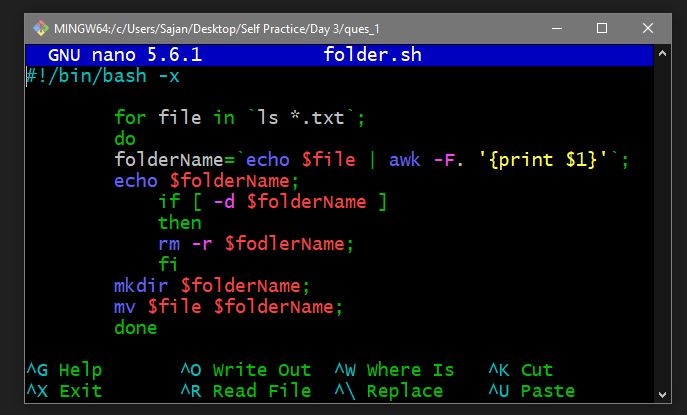 MINGW64:/c/Users/Sajan/Desktop/Self Practice/Day 3/ques_1
GNU nano 5.6.1 folder.sh
#!/bin/bash -x
for file in `ls *.txt`;
do
folderName=`echo $file | awk -F. '{print $1}'`;
echo $folderName;
if [ -d $folderName ]
then
rm -r $fodlerName;
fi
mkdir $folderName;
mv $file $folderName;
done
^G Help ^O Write Out ^W Where Is ^K Cut
^X Exit ^R Read File ^\ Replace ^U Paste